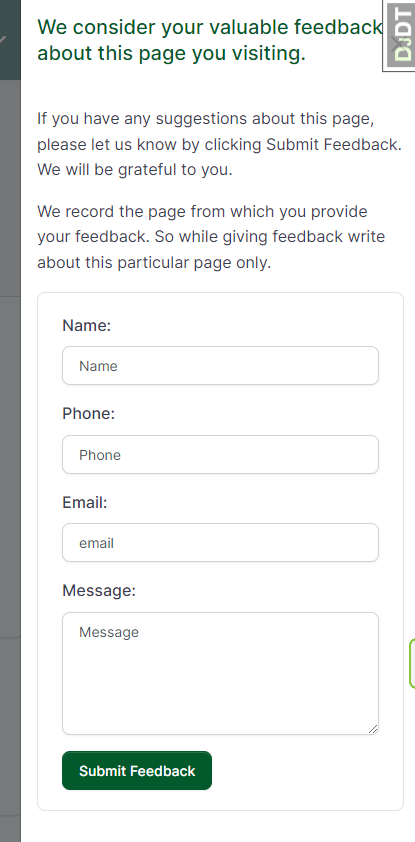 We consider your valuable feedback
about this page you visiting.
DJDT
If you have any suggestions about this page,
please let us know by clicking Submit Feedback.
We will be grateful to you.
We record the page from which you provide
your feedback. So while giving feedback write
about this particular page only.
Name:
Name
Phone:
Phone
Email:
email
Message:
Message
Submit Feedback